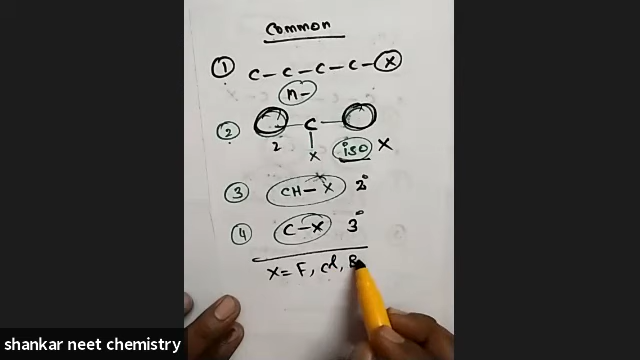 Common
① C - C - C - C - X
n -
② C
2 X iso X
③ CH - X 2°
④ C - X 3°
X = F, Cl, B
shankar neet chemistry